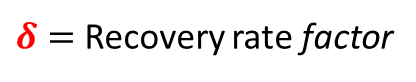 δ = Recovery rate factor